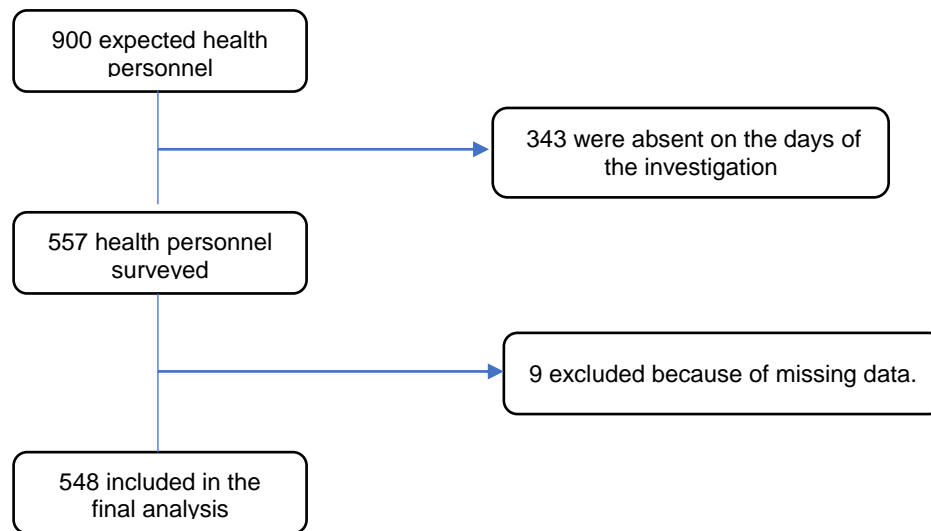 900 expected health
personnel
343 were absent on the days of
the investigation
557 health personnel
surveyed
9 excluded because of missing data.
548 included in the
final analysis